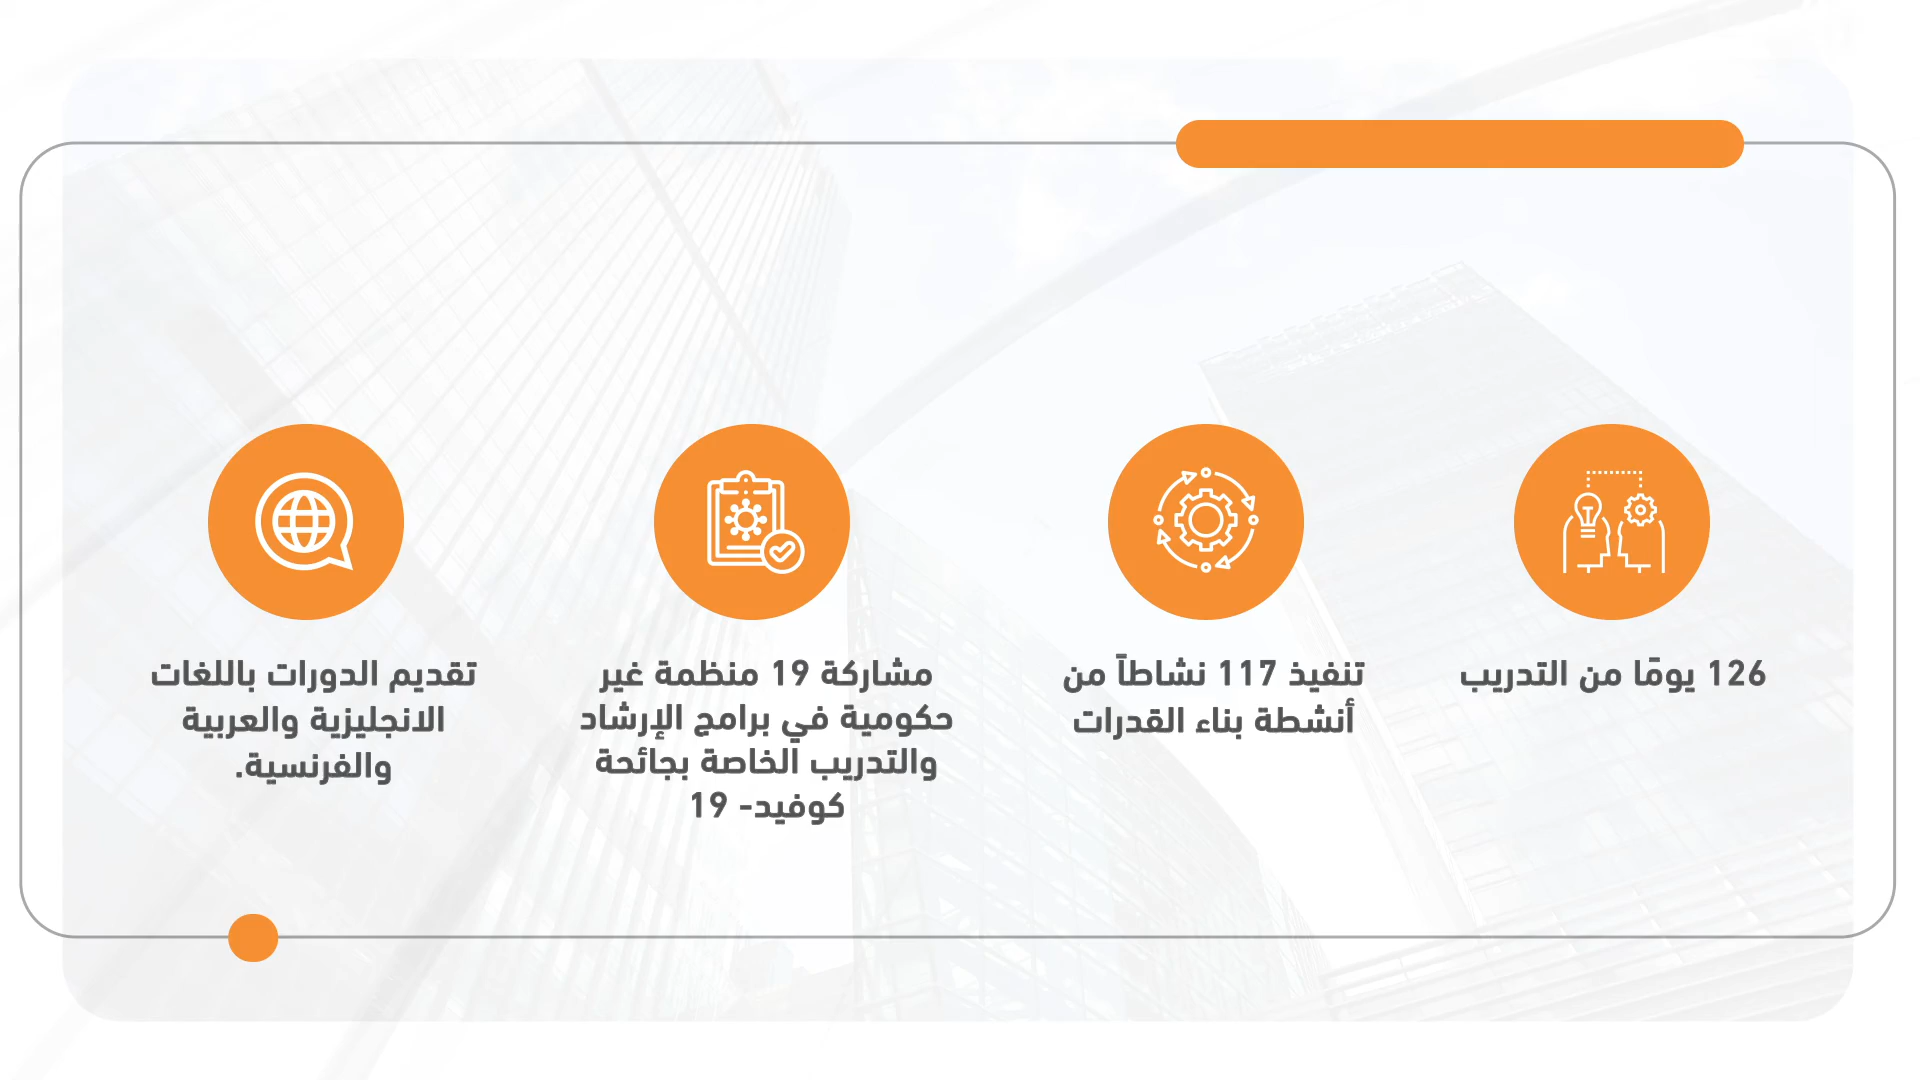 126 يومًا من التدريب
تنفيذ 117 نشاطاً من
أنشطة بناء القدرات
مشاركة 19 منظمة غير
حكومية في برامج الإرشاد
والتدريب الخاصة بجائحة
كوفيد- 19
تقديم الدورات باللغات
الانجليزية والعربية
والفرنسية.